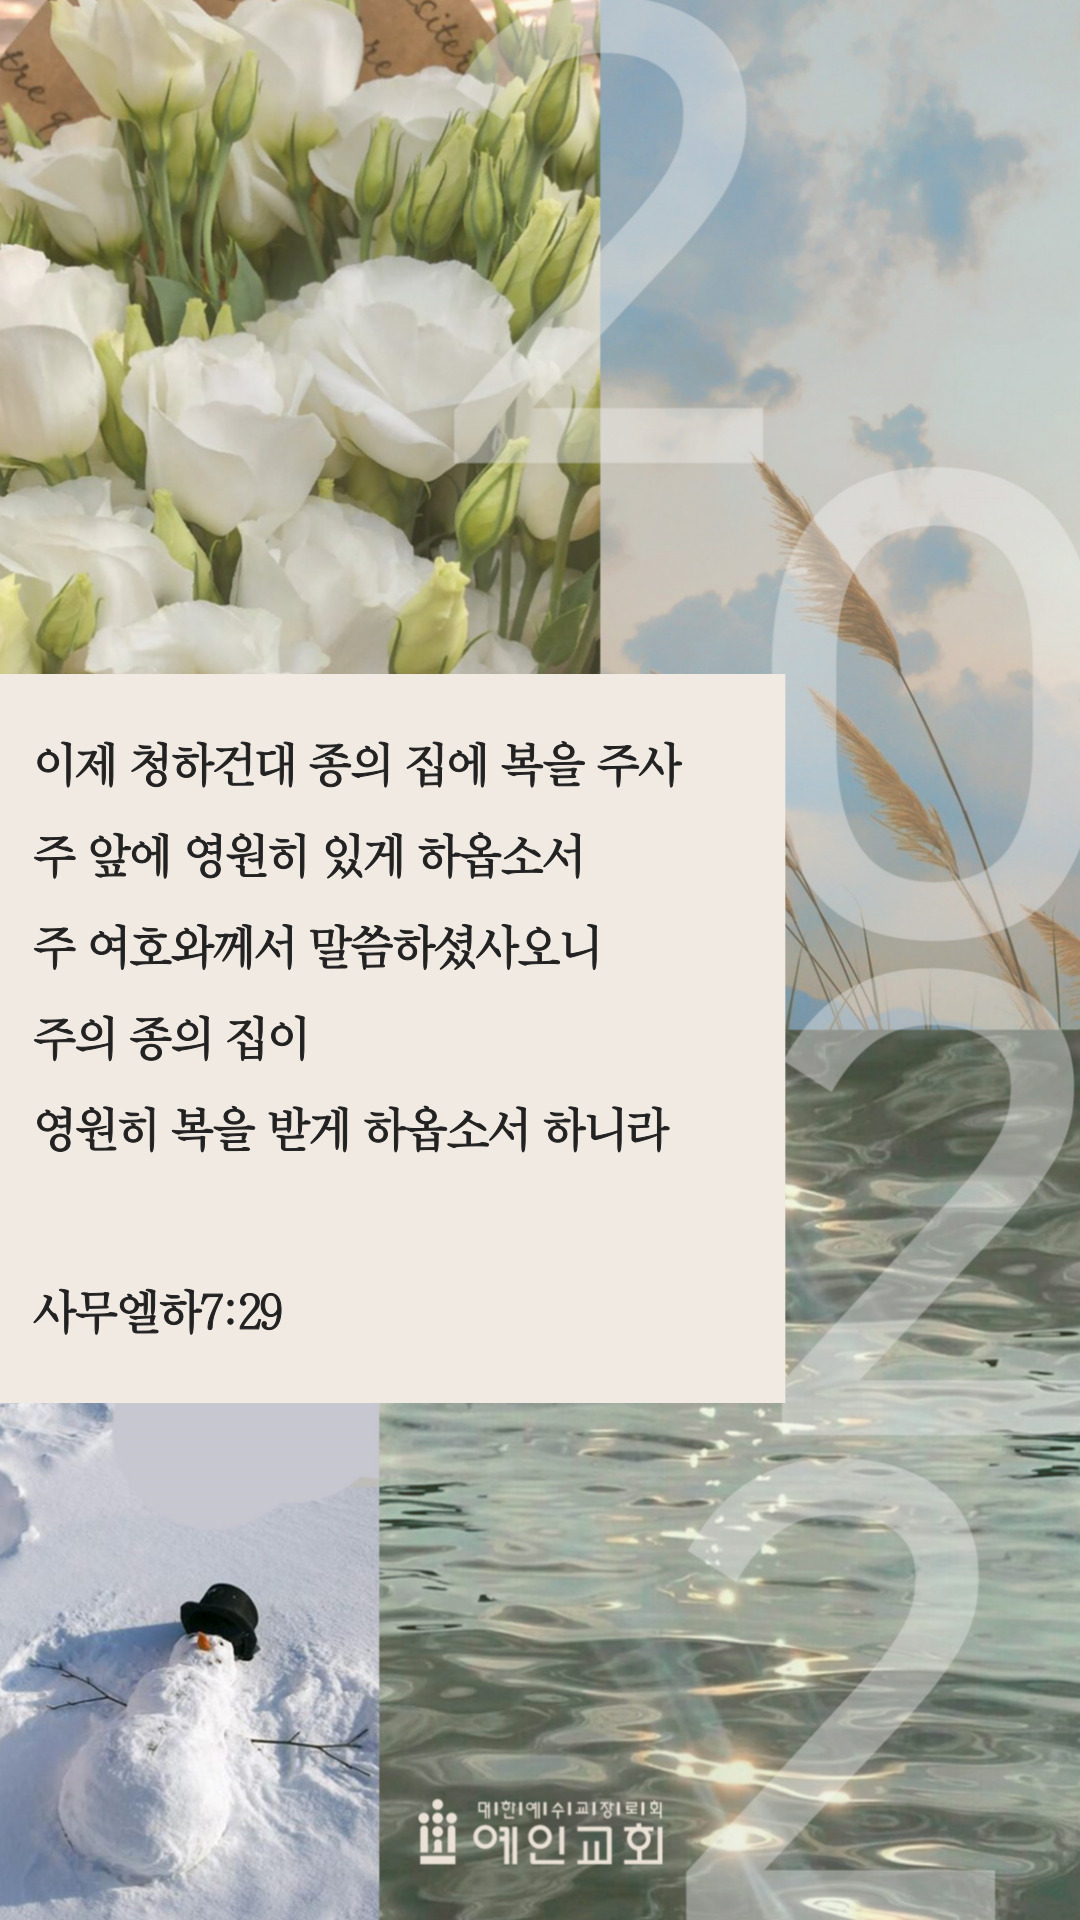 2
0
2
2
이제 청하건대 종의 집에 복을 주사
주 앞에 영원히 있게 하옵소서
주 여호와께서 말씀하셨사오니
주의 종의 집이
영원히 복을 받게 하옵소서 하니라
사무엘하7:29
대한예수교장로회
예인교회